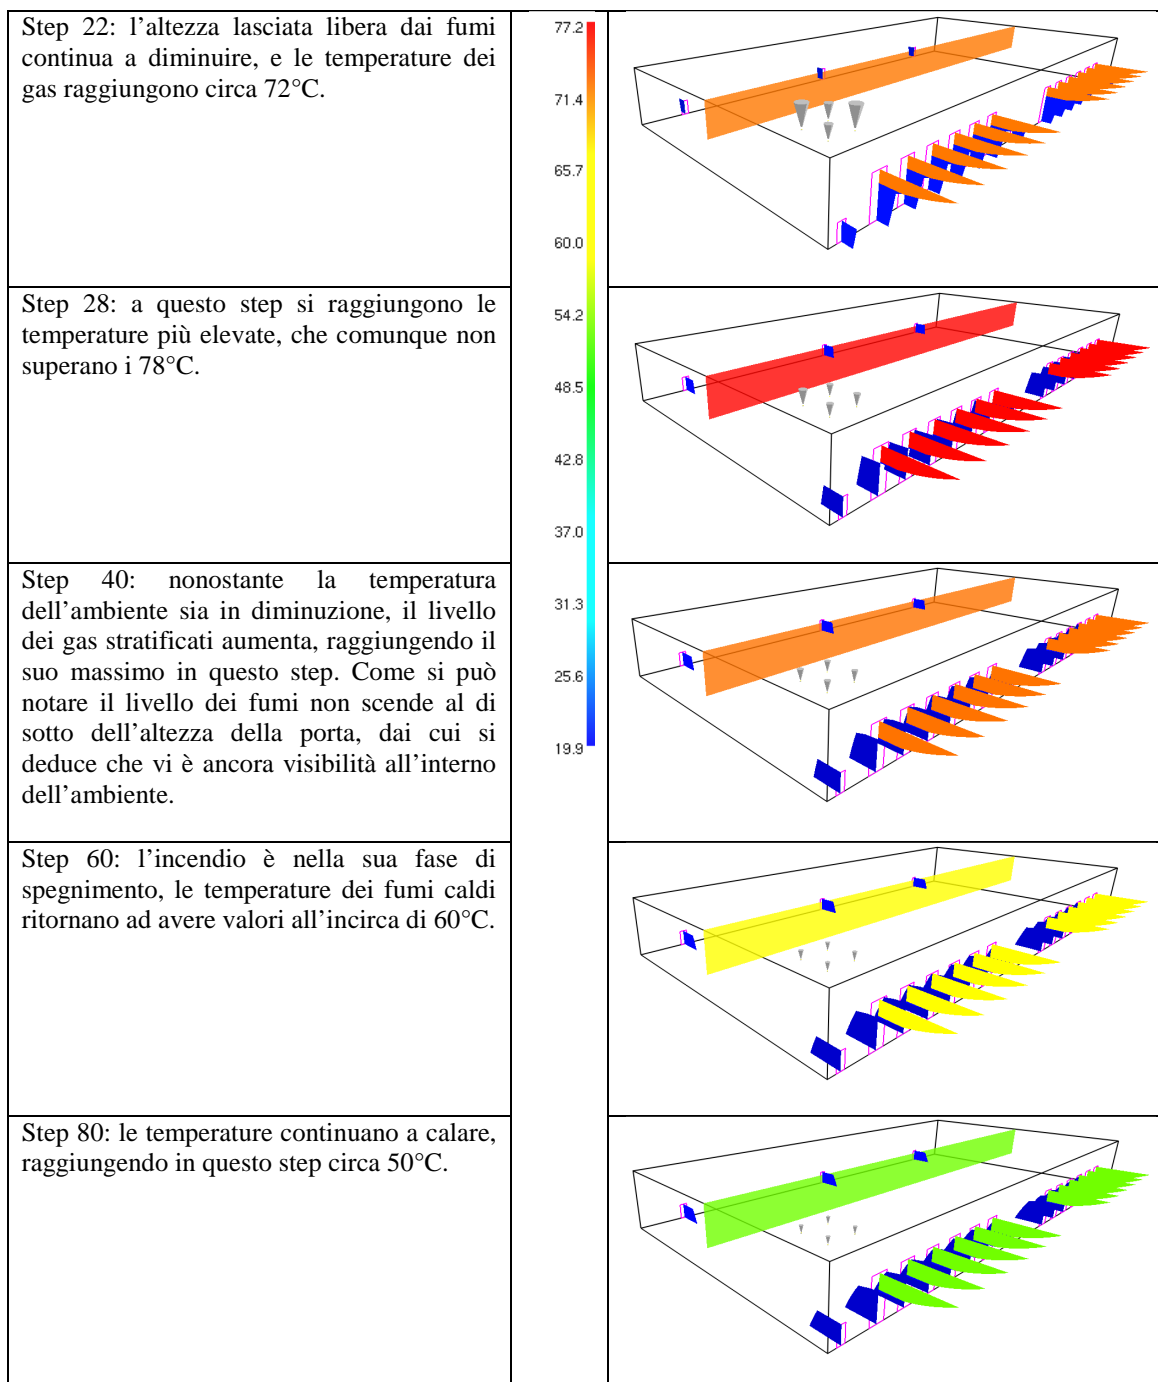 Step 22: l'altezza lasciata libera dai fumi
continua a diminuire, e le temperature dei
gas raggiungono circa 72°C.
Step 28: a questo step si raggiungono le
temperature più elevate, che comunque non
superano i 78°C.
Step 40: nonostante la temperatura
dell'ambiente sia in diminuzione, il livello
dei gas stratificati aumenta, raggiungendo il
suo massimo in questo step. Come si può
notare il livello dei fumi non scende al di
sotto dell'altezza della porta, dai cui si
deduce che vi è ancora visibilità all'interno
dell'ambiente.
Step 60: l'incendio è nella sua fase di
spegnimento, le temperature dei fumi caldi
ritornano ad avere valori all'incirca di 60°C.
Step 80: le temperature continuano a calare,
raggiungendo in questo step circa 50°C.
77.2
71.4
65.7
60.0
54.2
48.5
42.8
37.0
31.3
25.6
19.9